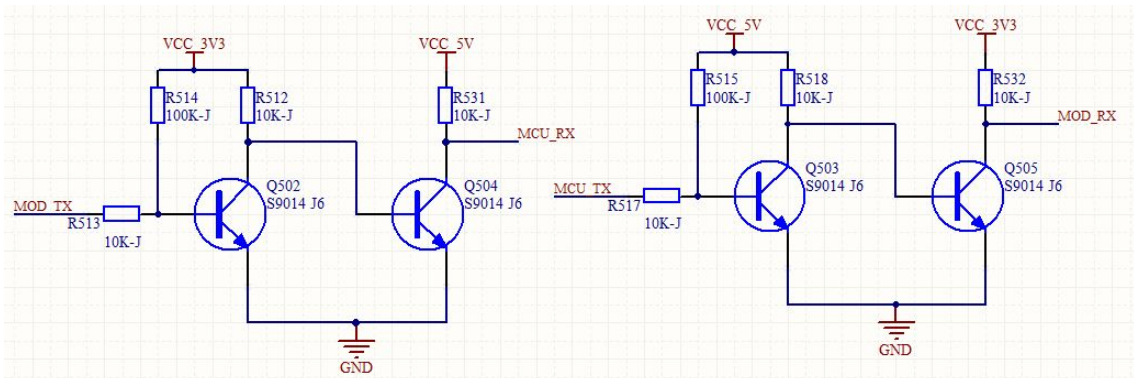 VCC_3V3
R514
100K-J
R512
10K-J
VCC_5V
R531
10K-J
MCU_RX
Q502
S9014 J6
Q504
S9014 J6
MOD_TX
R513
10K-J
GND
VCC_5V
R515
100K-J
R518
10K-J
VCC_3V3
R532
10K-J
MOD_RX
Q503
S9014 J6
Q505
S9014 J6
MCU_TX
R517
10K-J
GND